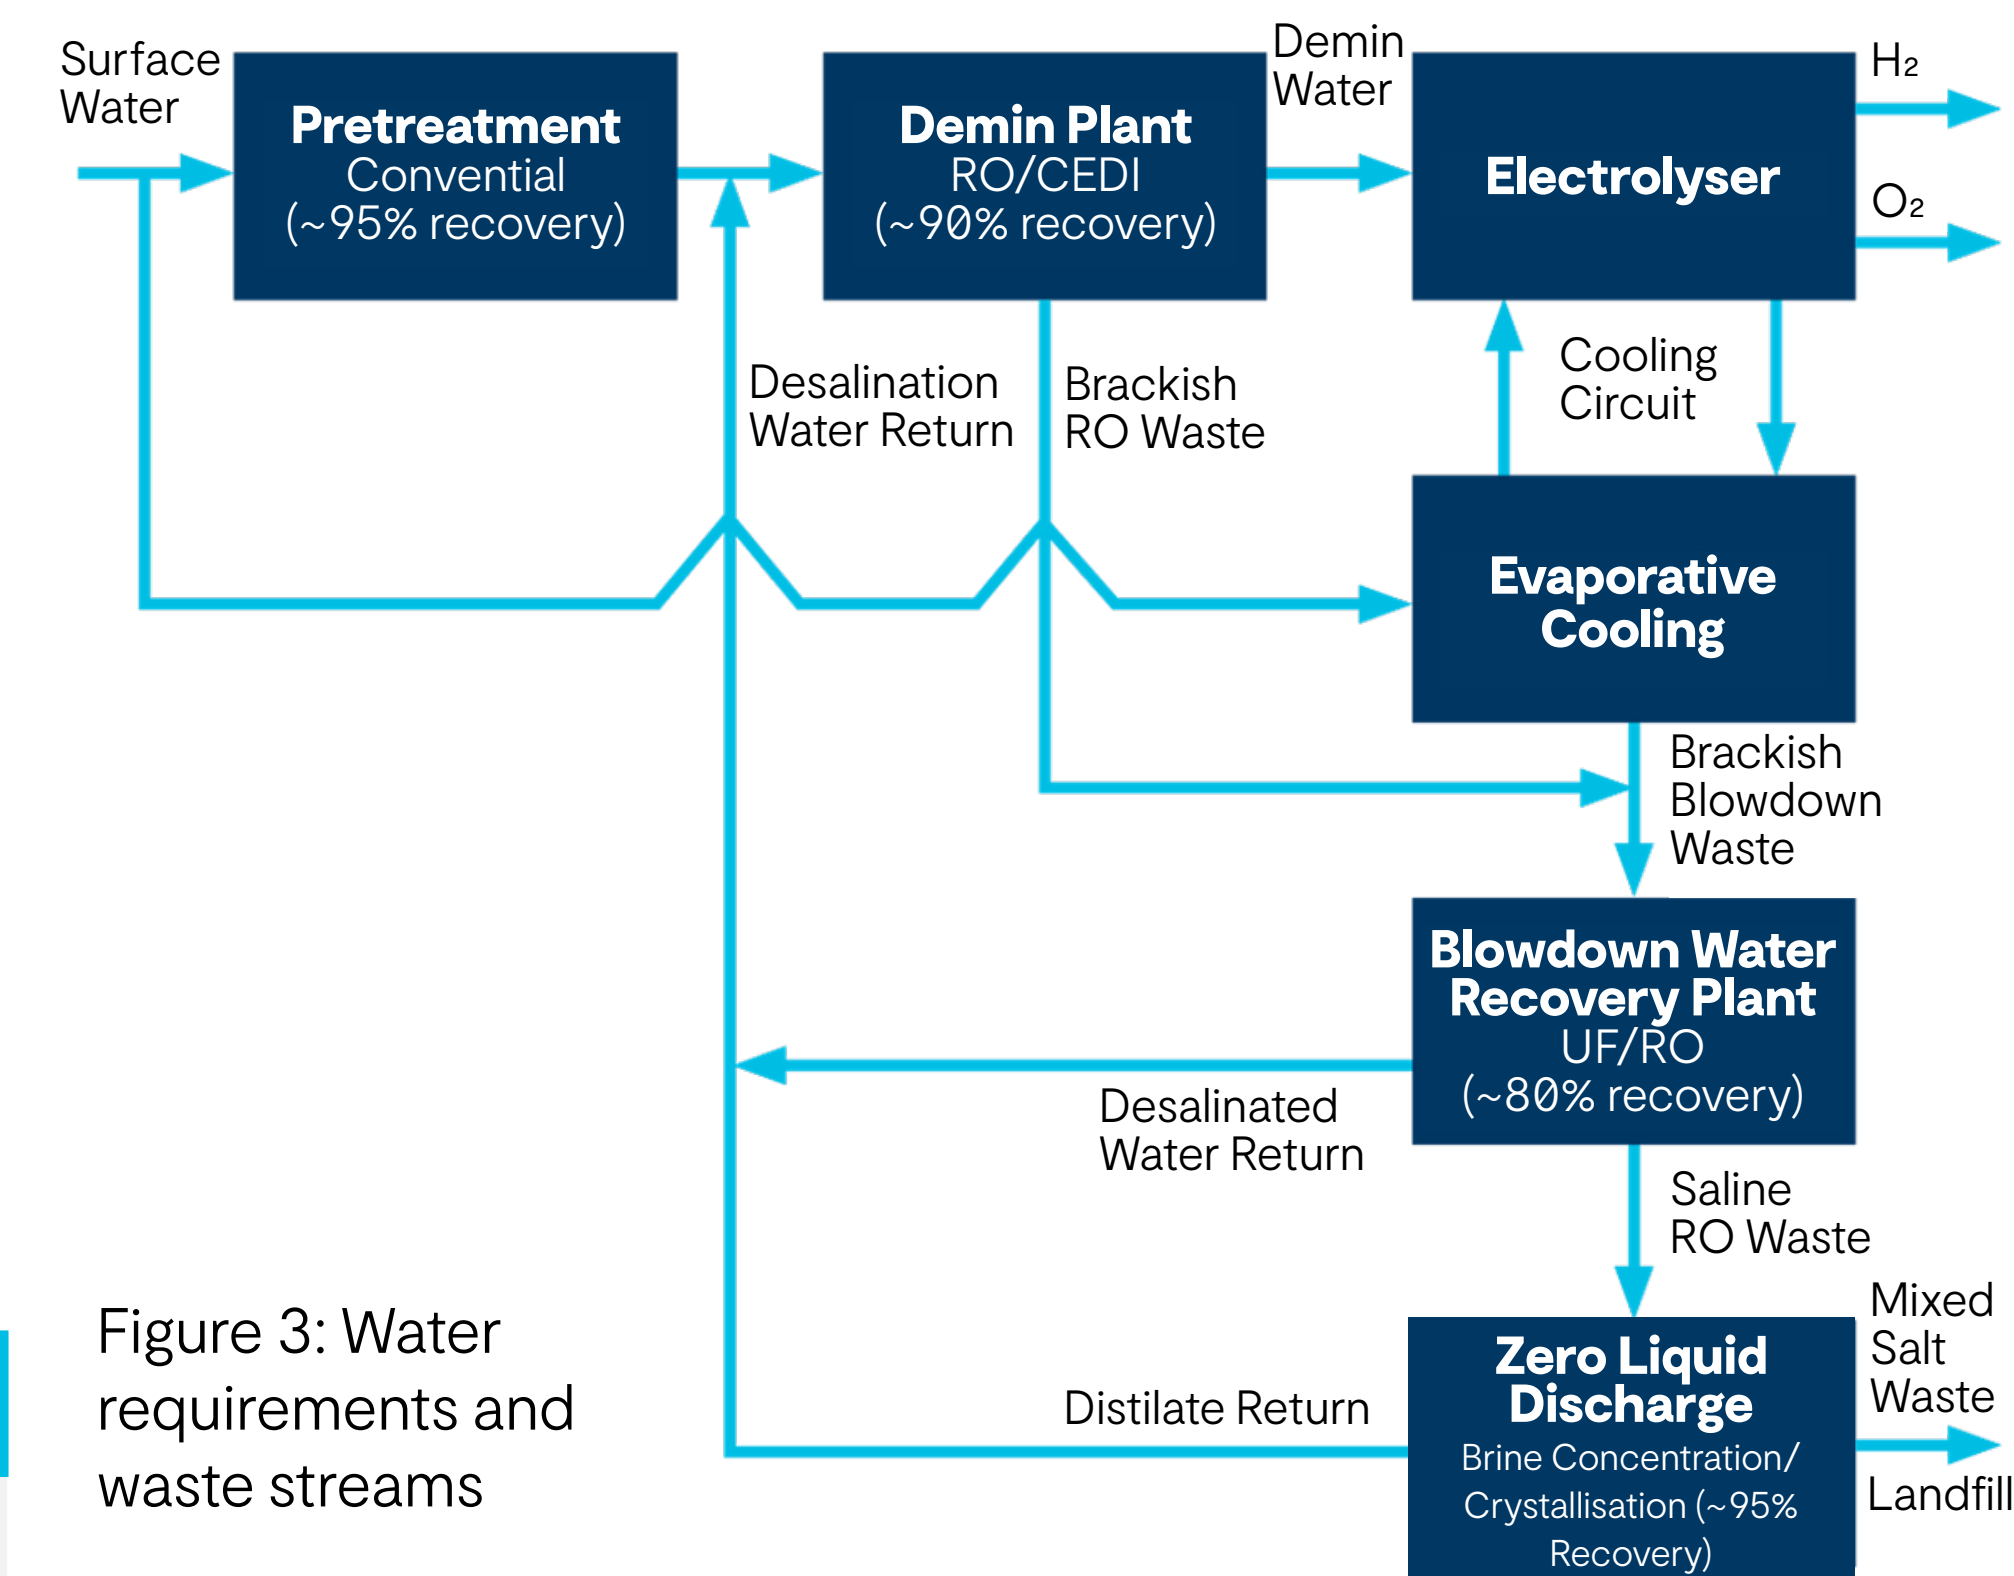 Surface
Water
Pretreatment
Convential
(~95% recovery)
Demin Plant
RO/CEDI
(~90% recovery)
Demin
Water
Electrolyser
H₂
O₂
Desalination
Water Return
Brackish
RO Waste
Cooling
Circuit
Evaporative
Cooling
Brackish
Blowdown
Waste
Blowdown Water
Recovery Plant
UF/RO
(~80% recovery)
Desalinated
Water Return
Saline
RO Waste
Distilate Return
Zero Liquid
Discharge
Brine Concentration/
Crystallisation (~95%
Recovery)
Mixed
Salt
Waste
Landfill
Figure 3: Water
requirements and
waste streams